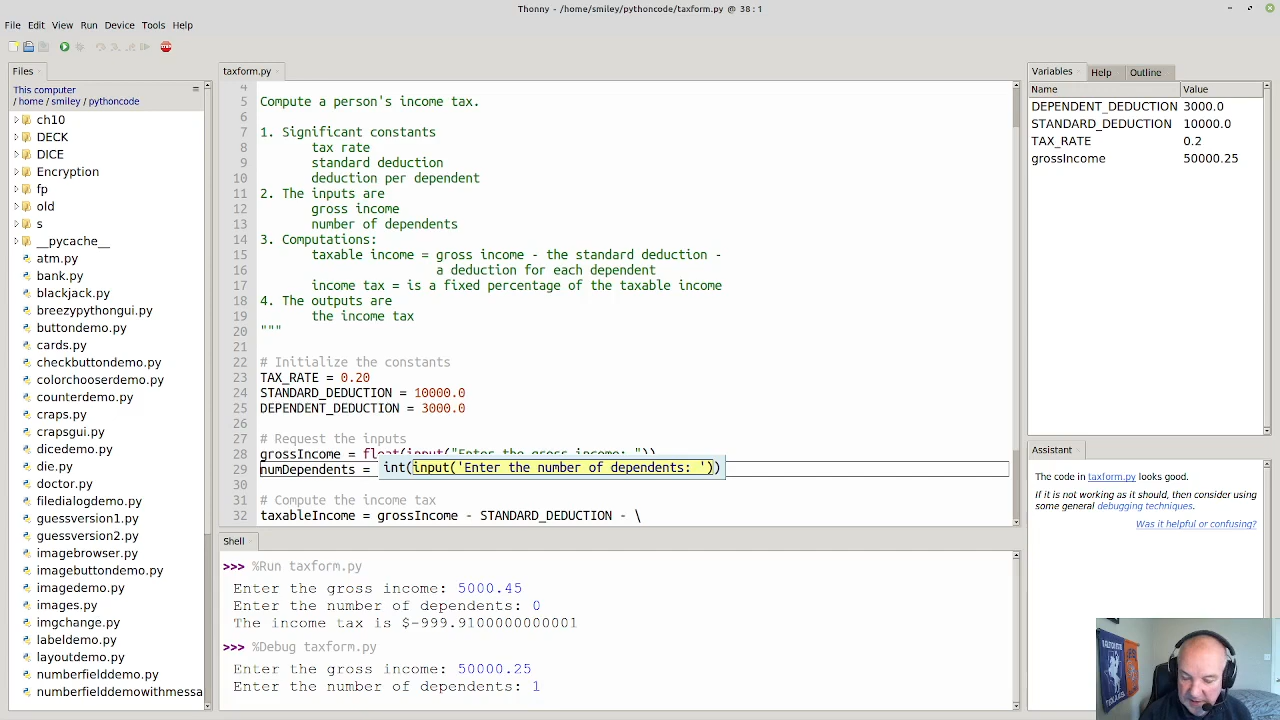 Thonny - /home/smiley/pythoncode/taxform.py @ 38 : 1
File Edit View Run Device Tools Help
Files
This computer
/ home / smiley / pythoncode
ch10
DECK
DICE
Encryption
fp
old
s
__pycache__
atm.py
bank.py
blackjack.py
breezypythongui.py
buttondemo.py
cards.py
checkbuttondemo.py
colorchooserdemo.py
counterdemo.py
craps.py
crapsgui.py
dicedemo.py
die.py
doctor.py
filedialogdemo.py
guessversion1.py
guessversion2.py
imagebrowser.py
imagebuttondemo.py
imagedemo.py
images.py
imgchange.py
labeldemo.py
layoutdemo.py
numberfielddemo.py
numberfielddemowithmessa
taxform.py
4
5 Compute a person's income tax.
6
7 1. Significant constants
8 tax rate
9 standard deduction
10 deduction per dependent
11 2. The inputs are
12 gross income
13 number of dependents
14 3. Computations:
15 taxable income = gross income - the standard deduction -
16 a deduction for each dependent
17 income tax = is a fixed percentage of the taxable income
18 4. The outputs are
19 the income tax
20 """
21
22 # Initialize the constants
23 TAX_RATE = 0.20
24 STANDARD_DEDUCTION = 10000.0
25 DEPENDENT_DEDUCTION = 3000.0
26
27 # Request the inputs
28 grossIncome = float(input("Enter the gross income: "))
29 numDependents = int(input('Enter the number of dependents: '))
30
31 # Compute the income tax
32 taxableIncome = grossIncome - STANDARD_DEDUCTION - \
Shell
>>> %Run taxform.py
Enter the gross income: 5000.45
Enter the number of dependents: 0
The income tax is $-999.9100000000001
>>> %Debug taxform.py
Enter the gross income: 50000.25
Enter the number of dependents: 1
Variables Help Outline
Name Value
DEPENDENT_DEDUCTION 3000.0
STANDARD_DEDUCTION 10000.0
TAX_RATE 0.2
grossIncome 50000.25
Assistant
The code in taxform.py looks good.
If it is not working as it should, then consider using
some general debugging techniques.
Was it helpful or confusing?